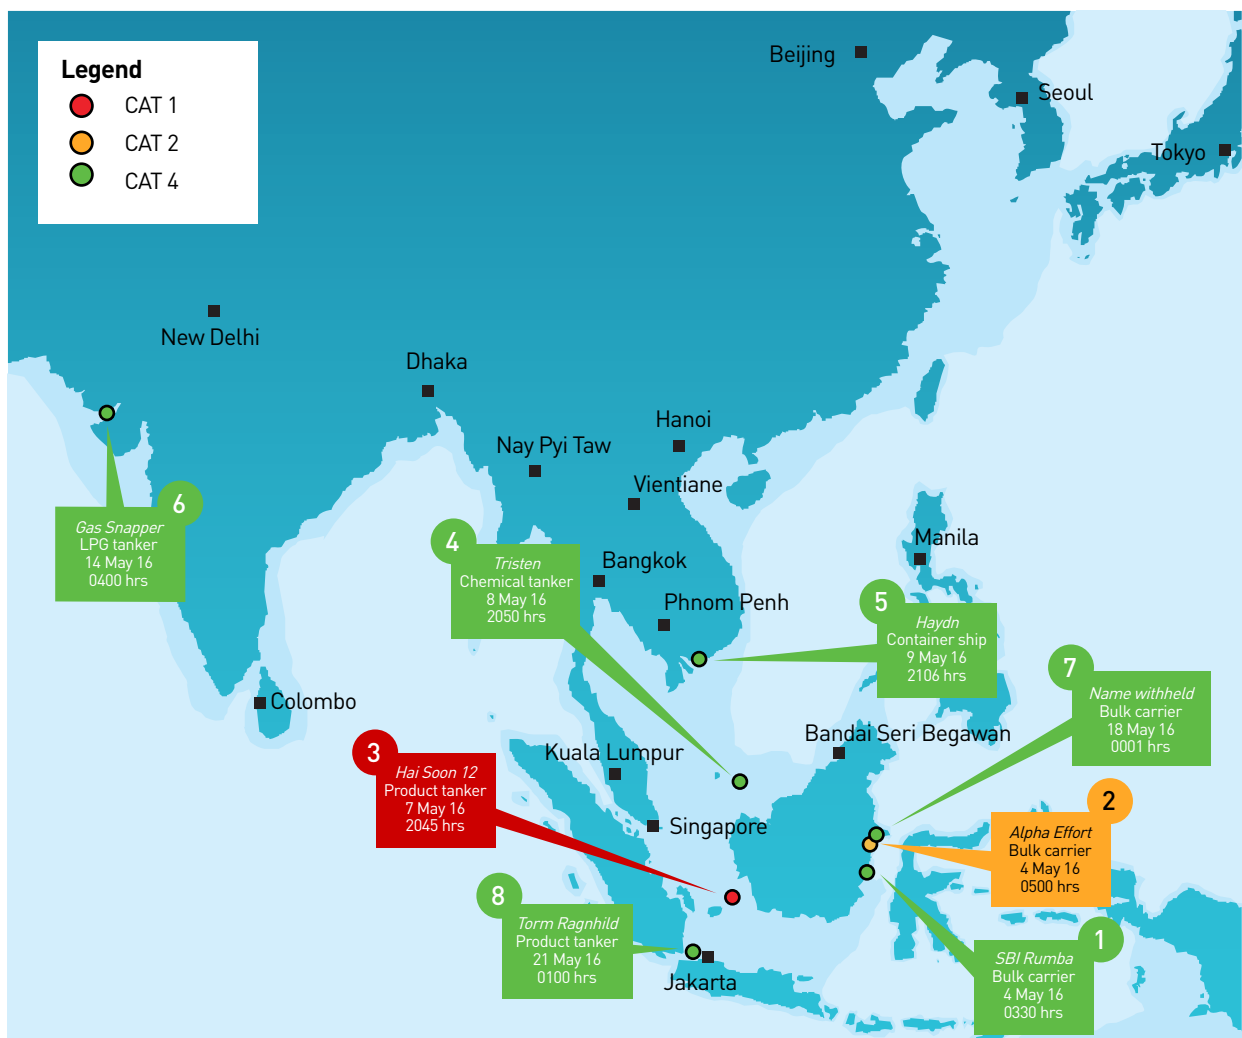 Legend
CAT 1
CAT 2
CAT 4
Beijing
Seoul
Tokyo
New Delhi
Dhaka
Hanoi
Nay Pyi Taw
Vientiane
6
Gas Snapper
LPG tanker
14 May 16
0400 hrs
4
Tristen
Chemical tanker
8 May 16
2050 hrs
Bangkok
Phnom Penh
Manila
5
Haydn
Container ship
9 May 16
2106 hrs
7
Name withheld
Bulk carrier
18 May 16
0001 hrs
Colombo
Bandai Seri Begawan
3
Hai Soon 12
Product tanker
7 May 16
2045 hrs
Kuala Lumpur
Singapore
2
Alpha Effort
Bulk carrier
4 May 16
0500 hrs
8
Torm Ragnhild
Product tanker
21 May 16
0100 hrs
Jakarta
1
SBI Rumba
Bulk carrier
4 May 16
0330 hrs